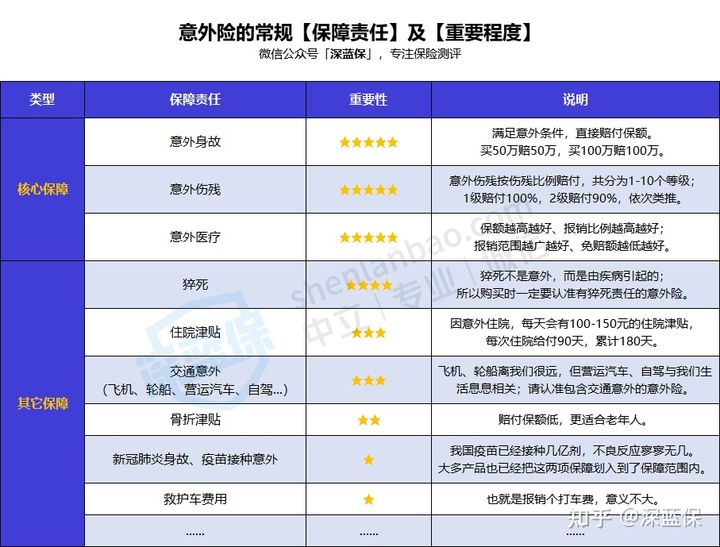 意外险的常规【保障责任】及【重要程度】
微信公众号「深蓝保」，专注保险测评
类型 保障责任 重要性 说明
核心保障
意外身故 ★★★★★ 满足意外条件，直接赔付保额。
买50万赔50万，买100万赔100万。
意外伤残 ★★★★★ 意外伤残按伤残比例赔付，共分为1-10个等级；
1级赔付100%，2级赔付90%，依次类推。
意外医疗 ★★★★★ 保额越高越好、报销比例越高越好；
报销范围越广越好、免赔额越低越好。
其它保障
猝死 ★★★★ 猝死不是意外，而是由疾病引起的；
所以购买时一定要认准有猝死责任的意外险。
住院津贴 ★★★ 因意外住院，每天会有100-150元的住院津贴，
每次住院给付90天，累计180天。
交通意外
（飞机、轮船、营运汽车、自驾...） ★★★ 飞机、轮船离我们很远，但营运汽车、自驾与我们生
活息息相关；请认准包含交通意外的意外险。
骨折津贴 ★★ 赔付保额低，更适合老年人。
新冠肺炎身故、疫苗接种意外 ★ 我国疫苗已经接种几亿剂，不良反应寥寥无几。
大多产品也已经把这两项保障划入到了保障范围内。
救护车费用 ★ 也就是报销个打车费，意义不大。
...... ...... ......
深蓝保
shenlanbao.com
中立｜专业｜诚信
知乎 @深蓝保